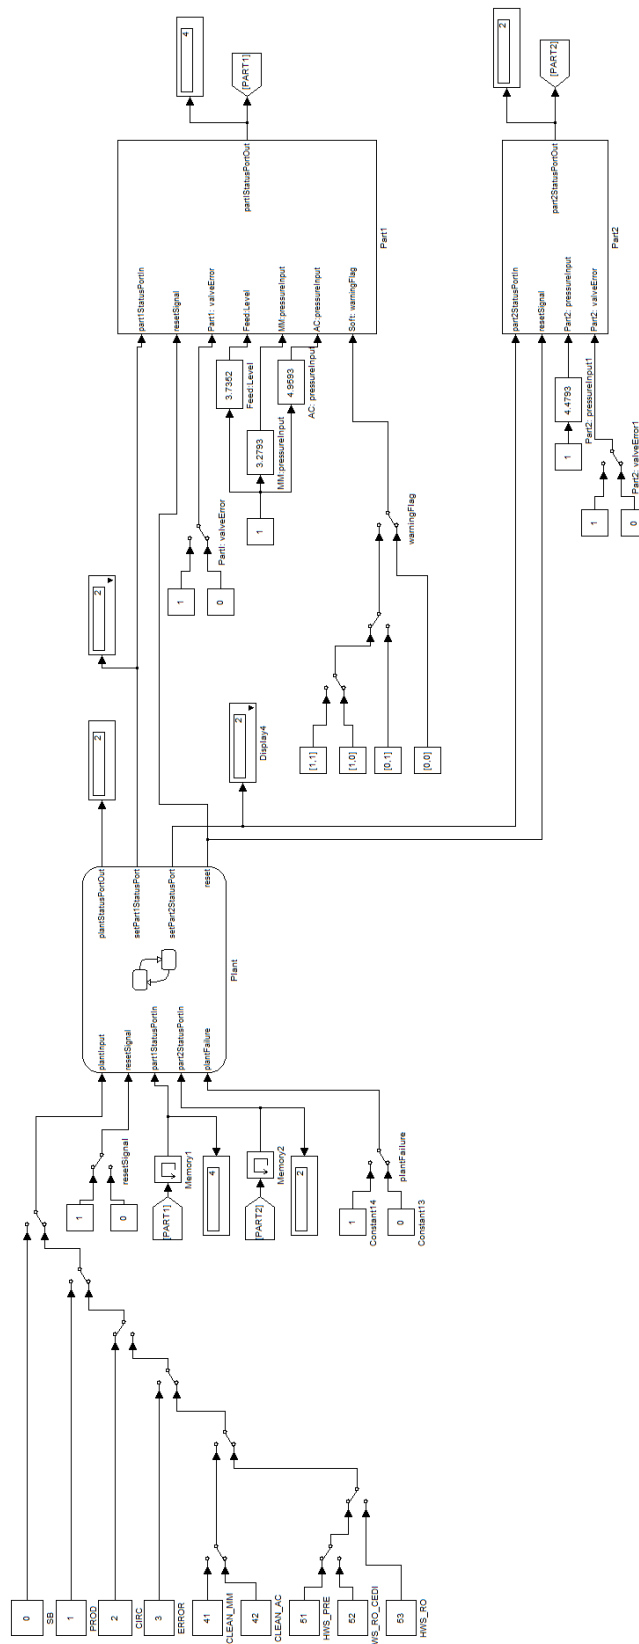 0
SB
1
PROD
2
CIRC
3
ERROR
41
CLEAN_MM
42
CLEAN_AC
51
HWS_PRE
52
WS_RO_CEDI
53
HWS_RO
1
0
resetSignal
[PART1]
Memory1
4
[PART2]
Memory2
2
1
Constant14
0
Constant13
plantFailure
plantInput
resetSignal
part1StatusPortIn
part2StatusPortIn
plantFailure
plantStatusPortOut
setPart1StatusPort
setPart2StatusPort
reset
Plant
2
2
2
Display4
1
0
PartI: valveError
1
3.7352
Feed:Level
3.2793
MM:pressureInput
4.9593
AC: pressureInput
[1,1]
[1,0]
[0,1]
[0,0]
warningFlag
part1StatusPortIn
resetSignal
Part1: valveError
Feed:Level
MM:pressureInput
AC:pressureInput
Soft: warningFlag
partIStatusPortOut
Part1
4
[PART1]
1
4.4793
Part2: pressureInput1
1
0
Part2: valveError1
part2StatusPortIn
resetSignal
Part2: pressureInput
Part2: valveError
part2StatusPortOut
Part2
2
[PART2]